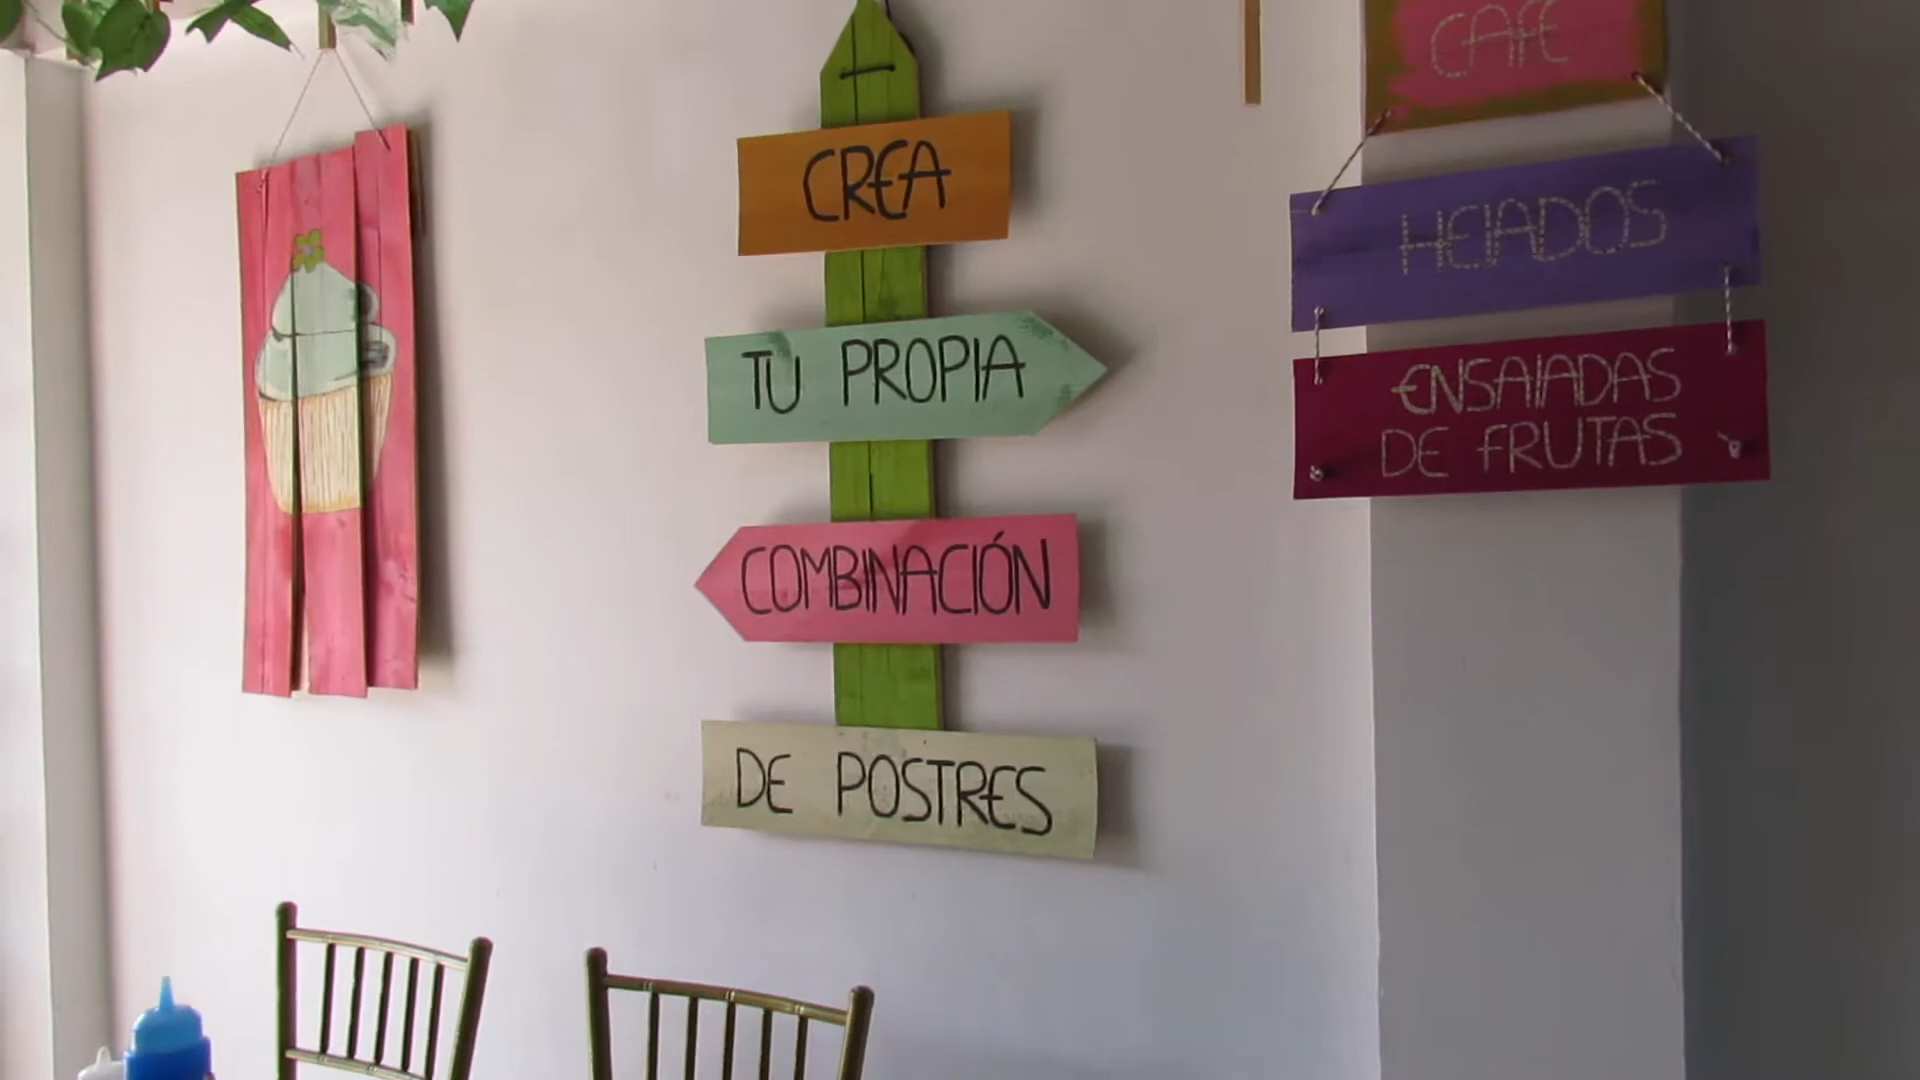 CREA
TU PROPIA
COMBINACIÓN
DE POSTRES
CAFE
HElADOS
ENSAlADAS
DE FRUTAS